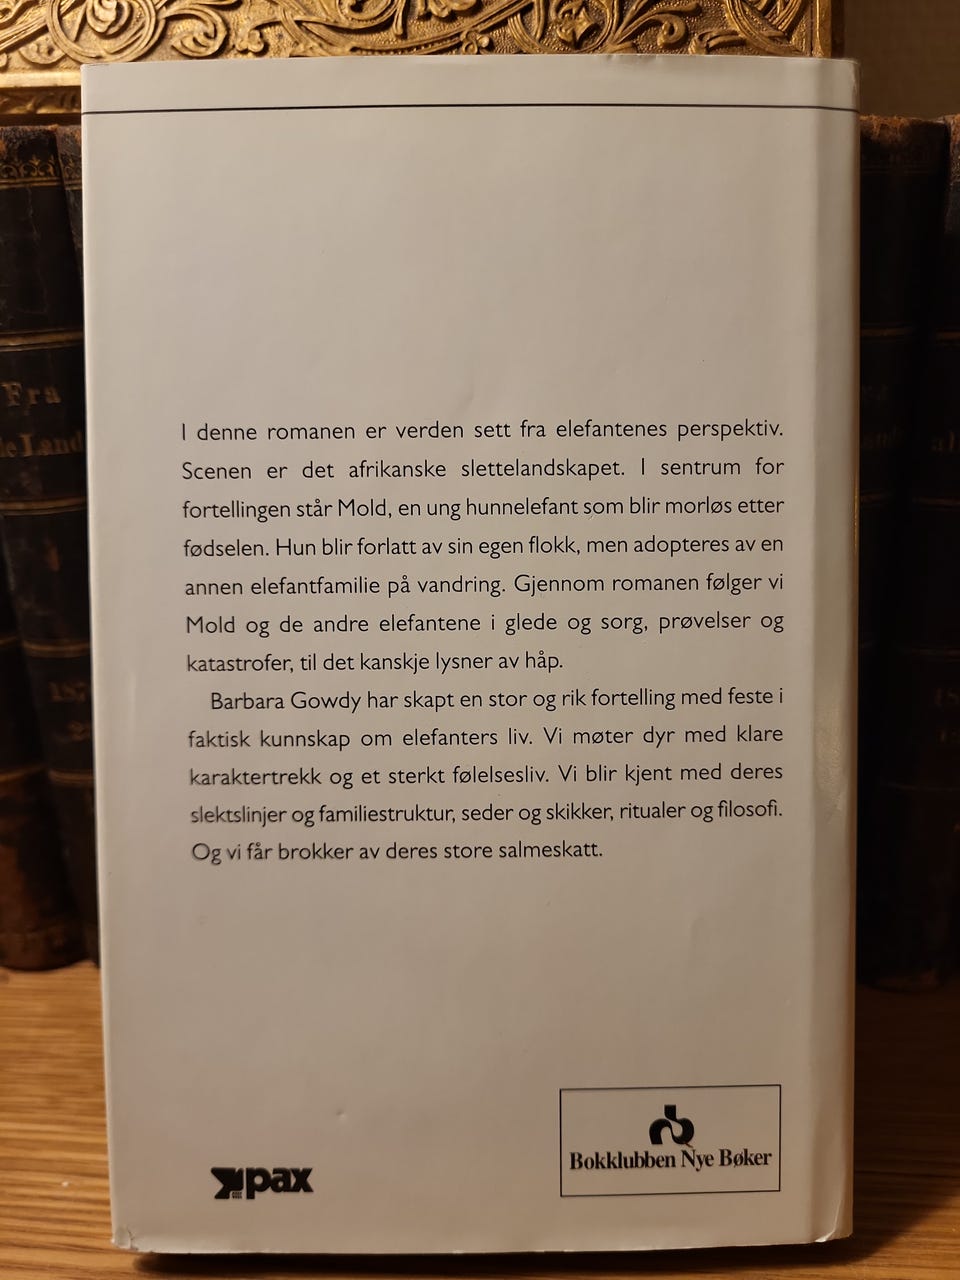 I denne romanen er verden sett fra elefantenes perspektiv.
Scenen er det afrikanske slettelandskapet. I sentrum for
fortellingen står Mold, en ung hunnelefant som blir morløs etter
fødselen. Hun blir forlatt av sin egen flokk, men adopteres av en
annen elefantfamilie på vandring. Gjennom romanen følger vi
Mold og de andre elefantene i glede og sorg, prøvelser og
katastrofer, til det kanskje lysner av håp.
Barbara Gowdy har skapt en stor og rik fortelling med feste i
faktisk kunnskap om elefanters liv. Vi møter dyr med klare
karaktertrekk og et sterkt følelsesliv. Vi blir kjent med deres
slektslinjer og familiestruktur, seder og skikker, ritualer og filosofi.
Og vi får brokker av deres store salmeskatt.
pax
Bokklubben Nye Bøker
Fra
Land